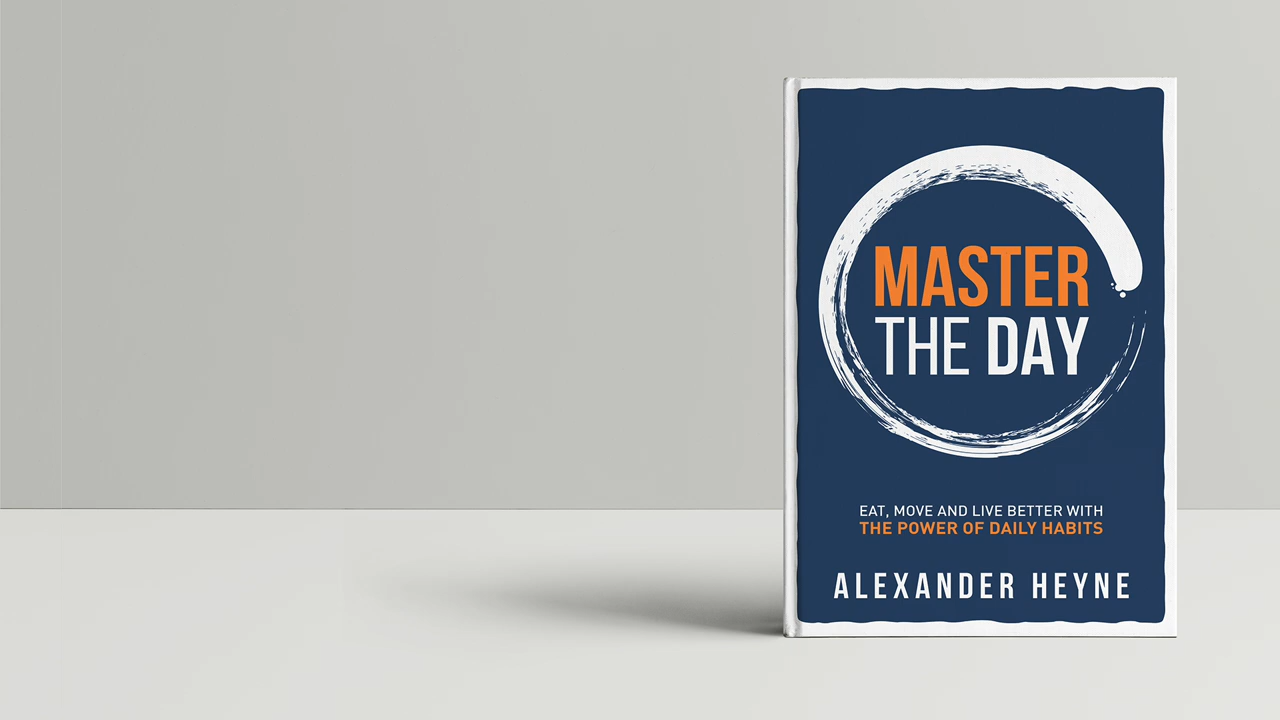 MASTER
THE DAY
EAT, MOVE AND LIVE BETTER WITH
THE POWER OF DAILY HABITS
ALEXANDER HEYNE